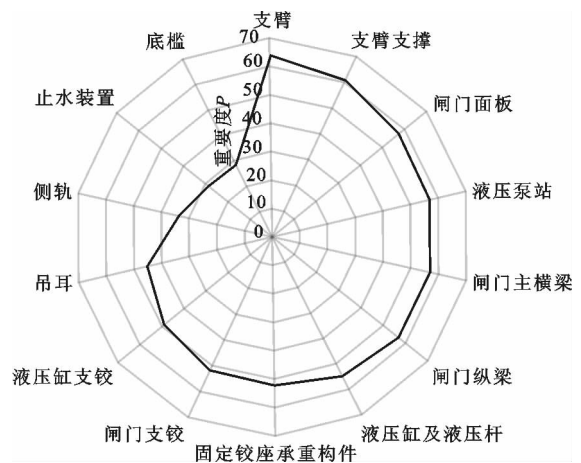 支臂
支臂支撑
闸门面板
液压泵站
闸门主横梁
闸门纵梁
液压缸及液压杆
固定铰座承重构件
闸门支铰
液压缸支铰
吊耳
侧轨
止水装置
底槛
70
60
50
40
30
20
10
0
重要度P